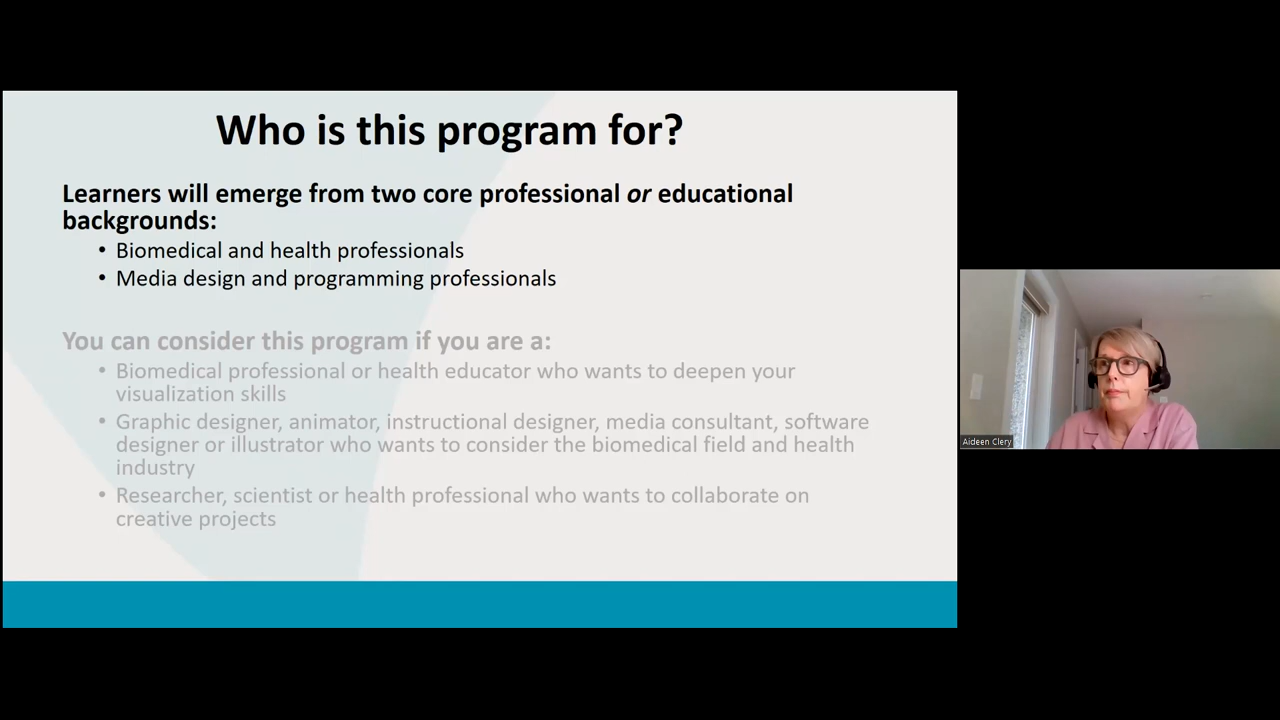 Who is this program for?
Learners will emerge from two core professional or educational
backgrounds:
• Biomedical and health professionals
• Media design and programming professionals
You can consider this program if you are a:
• Biomedical professional or health educator who wants to deepen your
visualization skills
• Graphic designer, animator, instructional designer, media consultant, software
designer or illustrator who wants to consider the biomedical field and health
industry
• Researcher, scientist or health professional who wants to collaborate on
creative projects
Aideen Clery